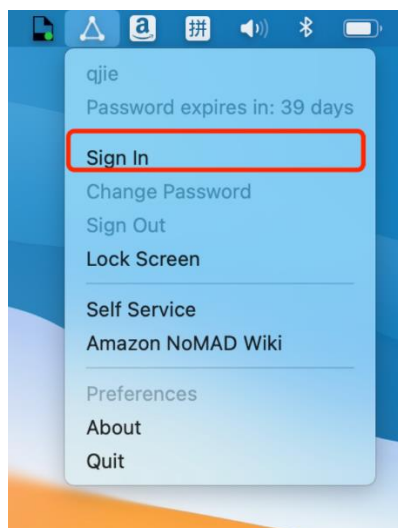 a 拼
qjie
Password expires in: 39 days
Sign In
Change Password
Sign Out
Lock Screen
Self Service
Amazon NoMAD Wiki
Preferences
About
Quit